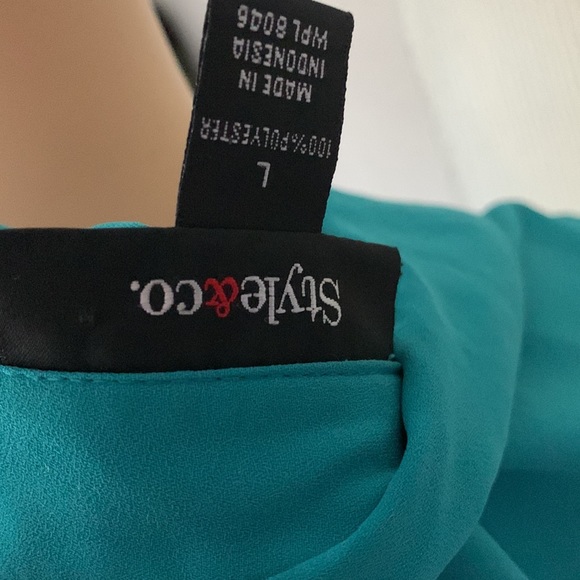 Style&co.
L
100%POLYESTER
MADE IN
INDONESIA
WPL 8046